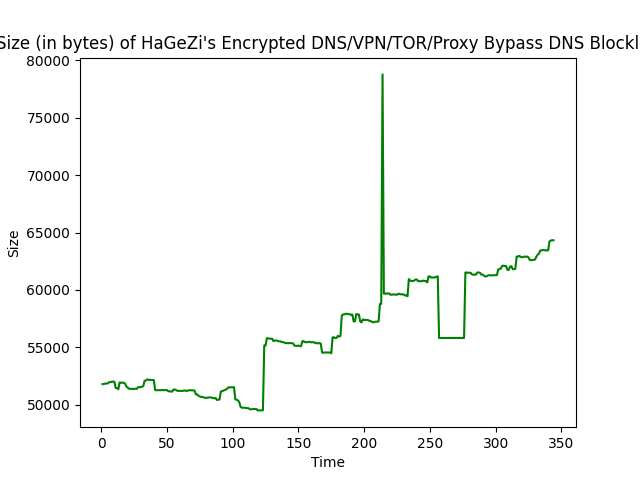 Size (in bytes) of HaGeZi's Encrypted DNS/VPN/TOR/Proxy Bypass DNS Blockl
80000
75000
70000
65000
60000
55000
50000
Size
0 50 100 150 200 250 300 350
Time